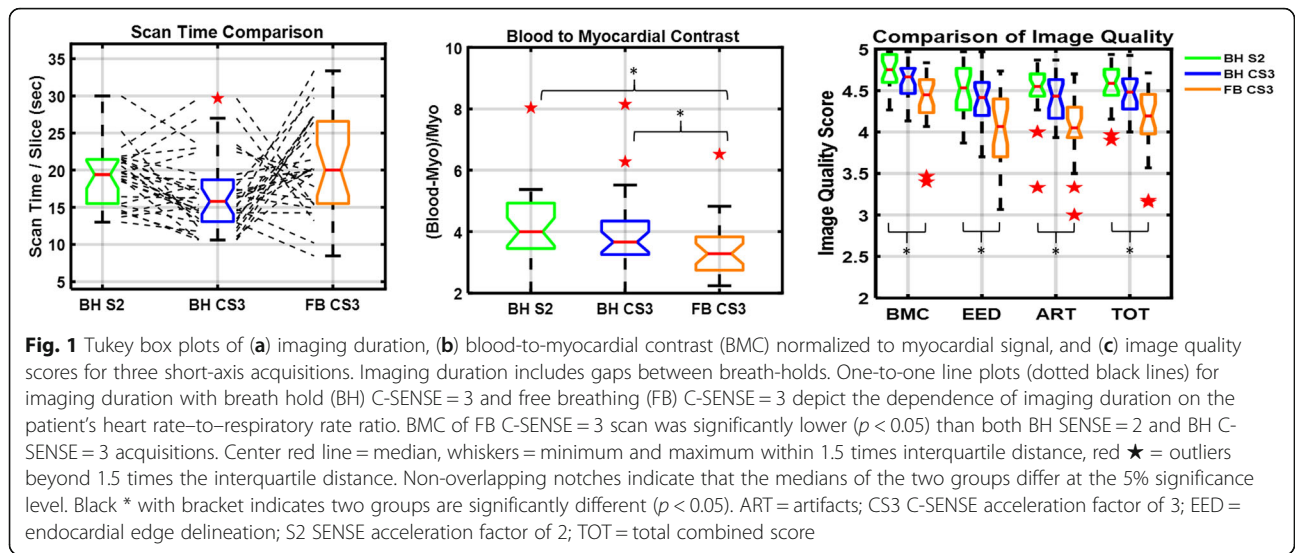 Scan Time Comparison
Scan Time / Slice (sec)
40
35
30
25
20
15
10
5
BH S2 BH CS3 FB CS3
Blood to Myocardial Contrast
(Blood-Myo)/Myo
10
8
6
4
2
*
*
BH S2 BH CS3 FB CS3
Comparison of Image Quality
Image Quality Score
5
4.5
4
3.5
3
2.5
2
* * * *
BMC EED ART TOT
BH S2
BH CS3
FB CS3
Fig. 1 Tukey box plots of (a) imaging duration, (b) blood-to-myocardial contrast (BMC) normalized to myocardial signal, and (c) image quality
scores for three short-axis acquisitions. Imaging duration includes gaps between breath-holds. One-to-one line plots (dotted black lines) for
imaging duration with breath hold (BH) C-SENSE = 3 and free breathing (FB) C-SENSE = 3 depict the dependence of imaging duration on the
patient's heart rate–to–respiratory rate ratio. BMC of FB C-SENSE = 3 scan was significantly lower (p < 0.05) than both BH SENSE = 2 and BH C-
SENSE = 3 acquisitions. Center red line = median, whiskers = minimum and maximum within 1.5 times interquartile distance, red ★ = outliers
beyond 1.5 times the interquartile distance. Non-overlapping notches indicate that the medians of the two groups differ at the 5% significance
level. Black * with bracket indicates two groups are significantly different (p < 0.05). ART = artifacts; CS3 C-SENSE acceleration factor of 3; EED =
endocardial edge delineation; S2 SENSE acceleration factor of 2; TOT = total combined score